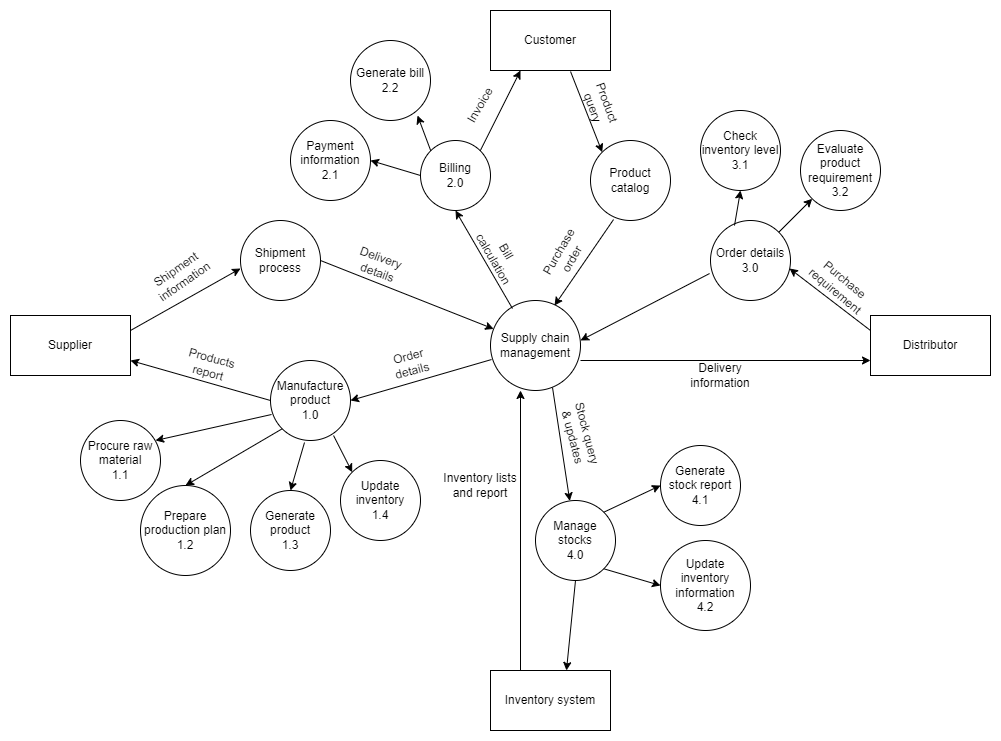 Customer
Generate bill
2.2
Invoice
Product
query
Payment
information
2.1
Billing
2.0
Product
catalog
Check
inventory level
3.1
Evaluate
product
requirement
3.2
Shipment
information
Shipment
process
Delivery
details
Bill
calculation
Purchase
order
Order details
3.0
Purchase
requirement
Supplier
Supply chain
management
Distributor
Products
report
Order
details
Delivery
information
Manufacture
product
1.0
Stock query
& updates
Procure raw
material
1.1
Prepare
production plan
1.2
Generate
product
1.3
Update
inventory
1.4
Inventory lists
and report
Generate
stock report
4.1
Manage
stocks
4.0
Update
inventory
information
4.2
Inventory system